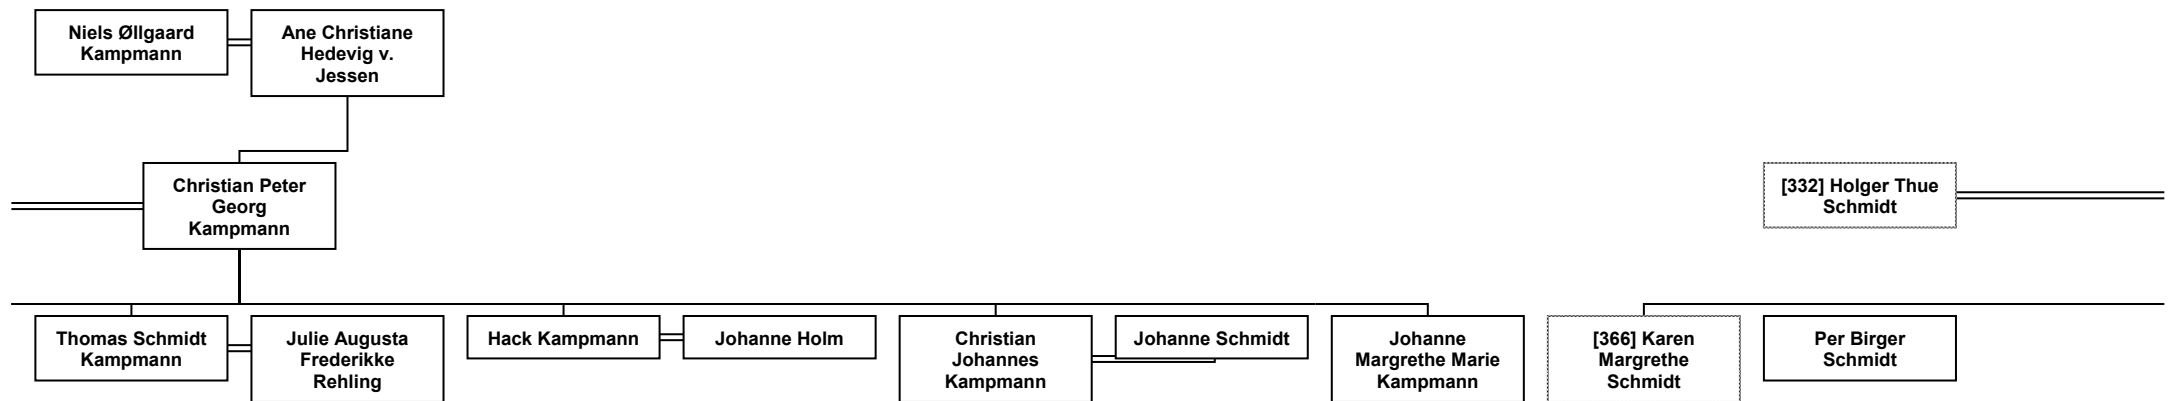 Niels Øllgaard
Kampmann
Ane Christiane
Hedevig v.
Jessen
Christian Peter
Georg
Kampmann
[332] Holger Thue
Schmidt
Thomas Schmidt
Kampmann
Julie Augusta
Frederikke
Rehling
Hack Kampmann
Johanne Holm
Christian
Johannes
Kampmann
Johanne Schmidt
Johanne
Margrethe Marie
Kampmann
[366] Karen
Margrethe
Schmidt
Per Birger
Schmidt